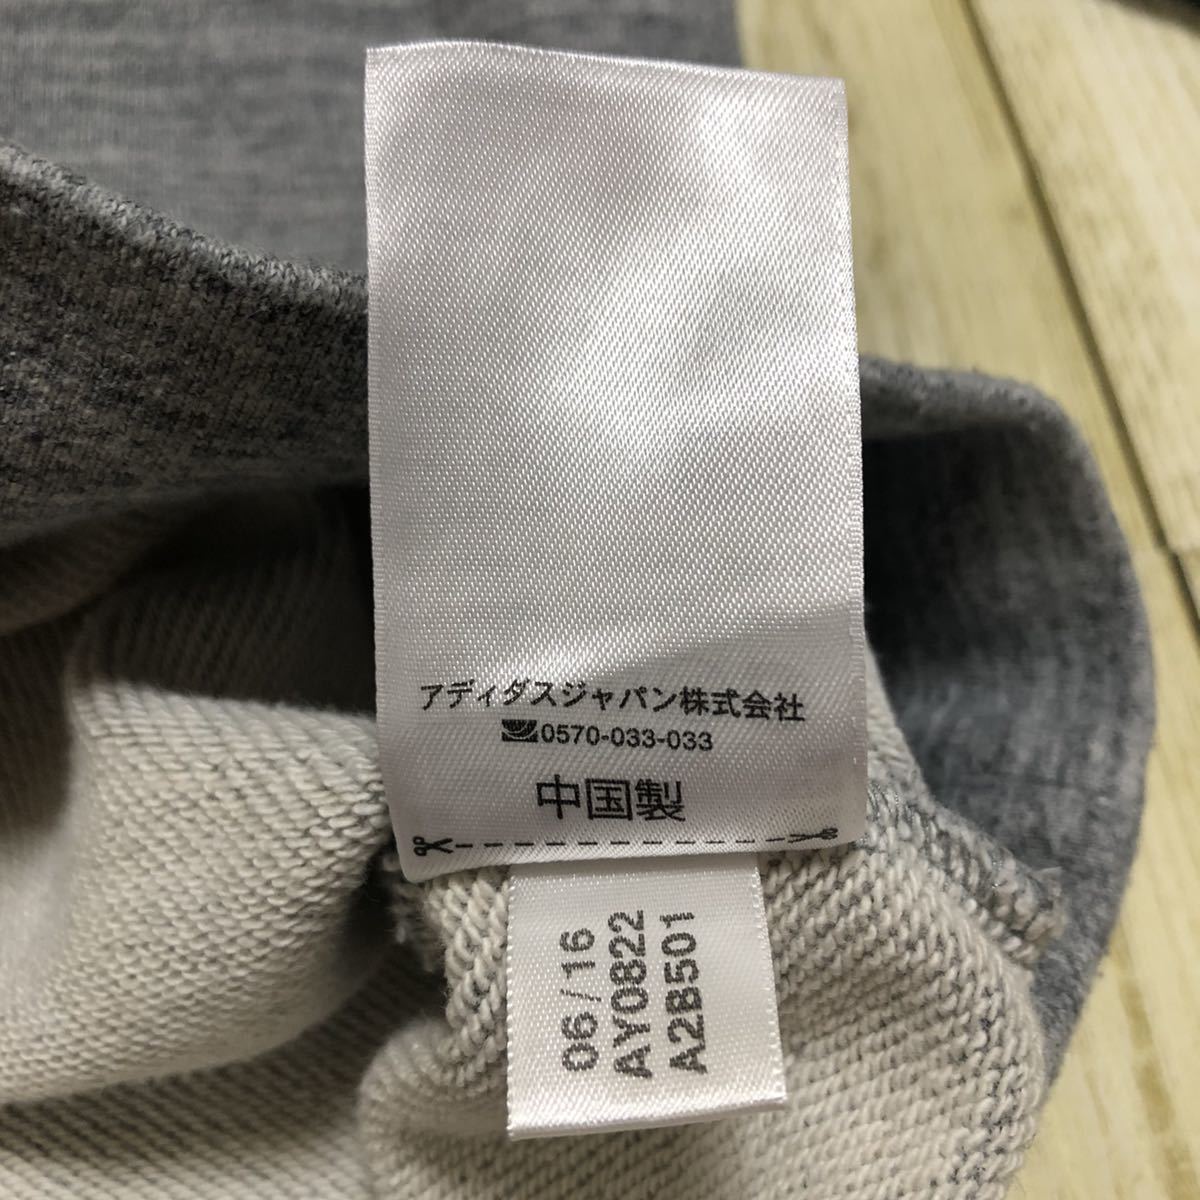 アディダスジャパン株式会社
0570-033-033
中国製
06/16
AY0822
A2B501